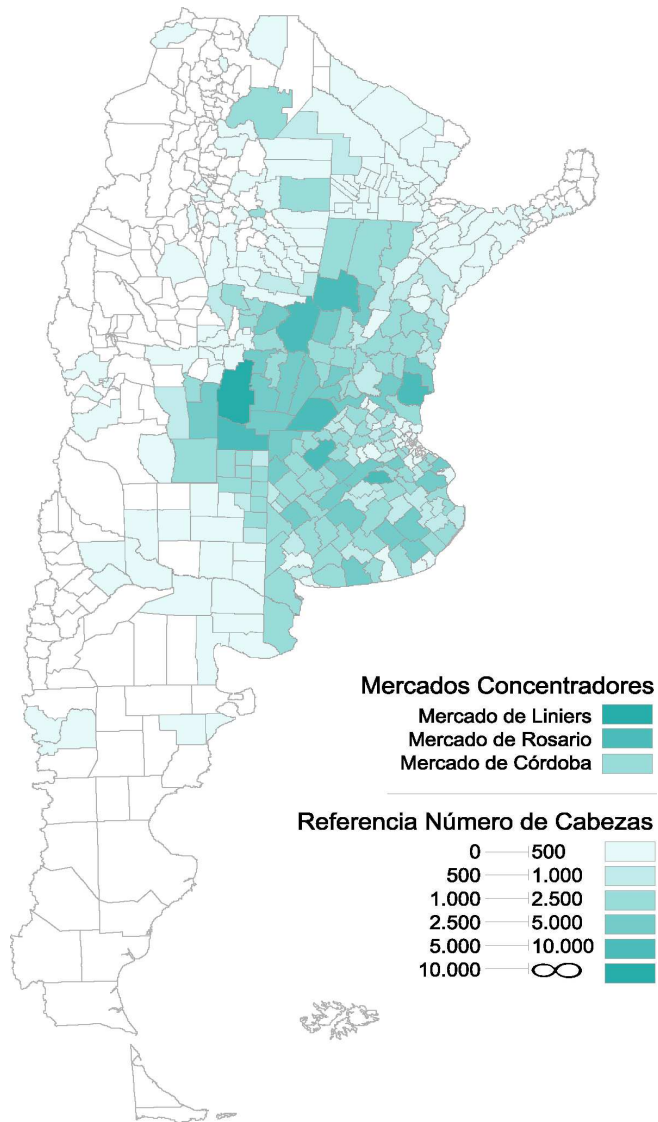 Mercados Concentradores
Mercado de Liniers
Mercado de Rosario
Mercado de Córdoba
Referencia Número de Cabezas
0 500
500 1.000
1.000 2.500
2.500 5.000
5.000 10.000
10.000 ∞